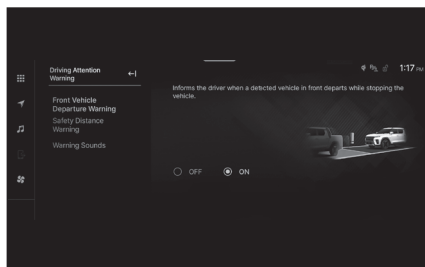 Driving Attention
Warning
1:17 PM
Informs the driver when a detected vehicle in front departs while stopping the
vehicle.
Front Vehicle
Departure Warning
Safety Distance
Warning
Warning Sounds
OFF
ON